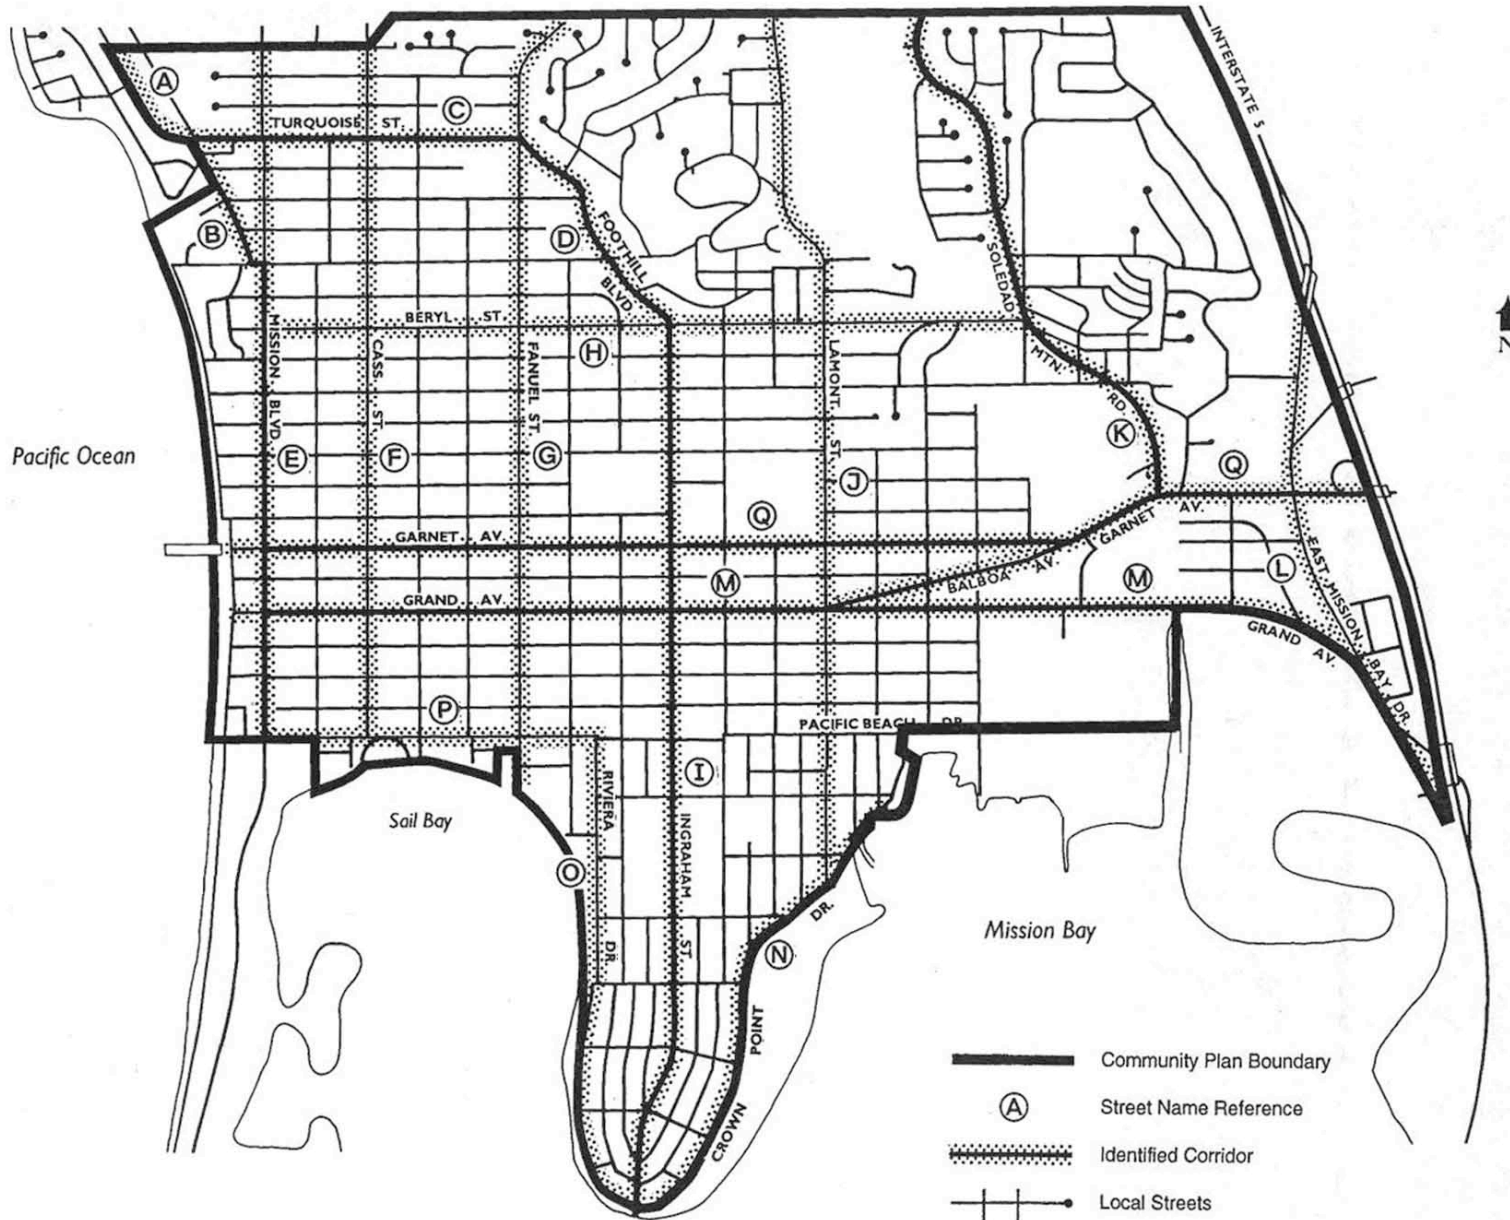 INTERSTATE 5
A
C
TURQUOISE ST.
B
D
FOOTHILL BLVD.
SOLEDAD MTN. RD.
BERYL ST.
N
MISSION BLVD.
CASS ST.
FANUEL ST.
H
LAMONT ST.
K
Pacific Ocean
E
F
G
J
Q
Q
GARNET AV.
GARNET AV.
BALBOA AV.
M
M
L
EAST MISSION BAY DR.
GRAND AV.
GRAND AV.
P
PACIFIC BEACH DR.
I
RIVIERA DR.
INGRAHAM ST.
Sail Bay
O
N
CROWN POINT DR.
Mission Bay
Community Plan Boundary
A
Street Name Reference
Identified Corridor
Local Streets